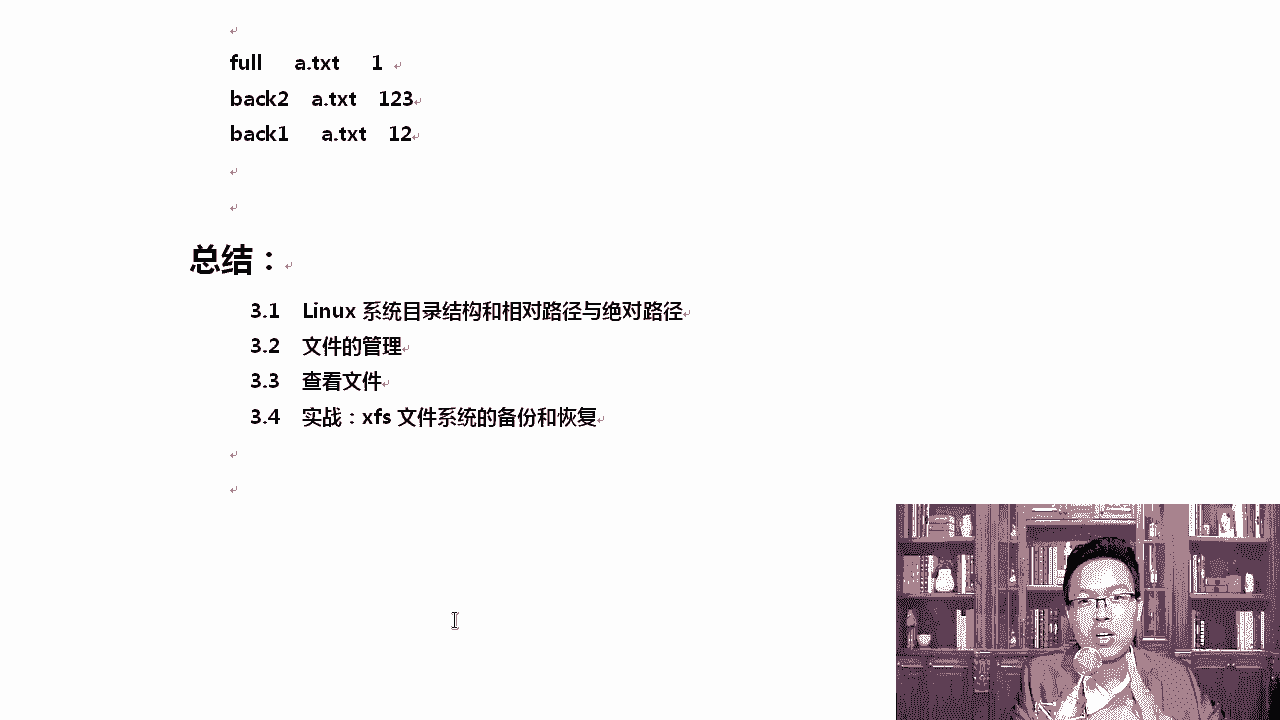 full a.txt 1
back2 a.txt 123
back1 a.txt 12
总结：
3.1 Linux 系统目录结构和相对路径与绝对路径
3.2 文件的管理
3.3 查看文件
3.4 实战：xfs 文件系统的备份和恢复